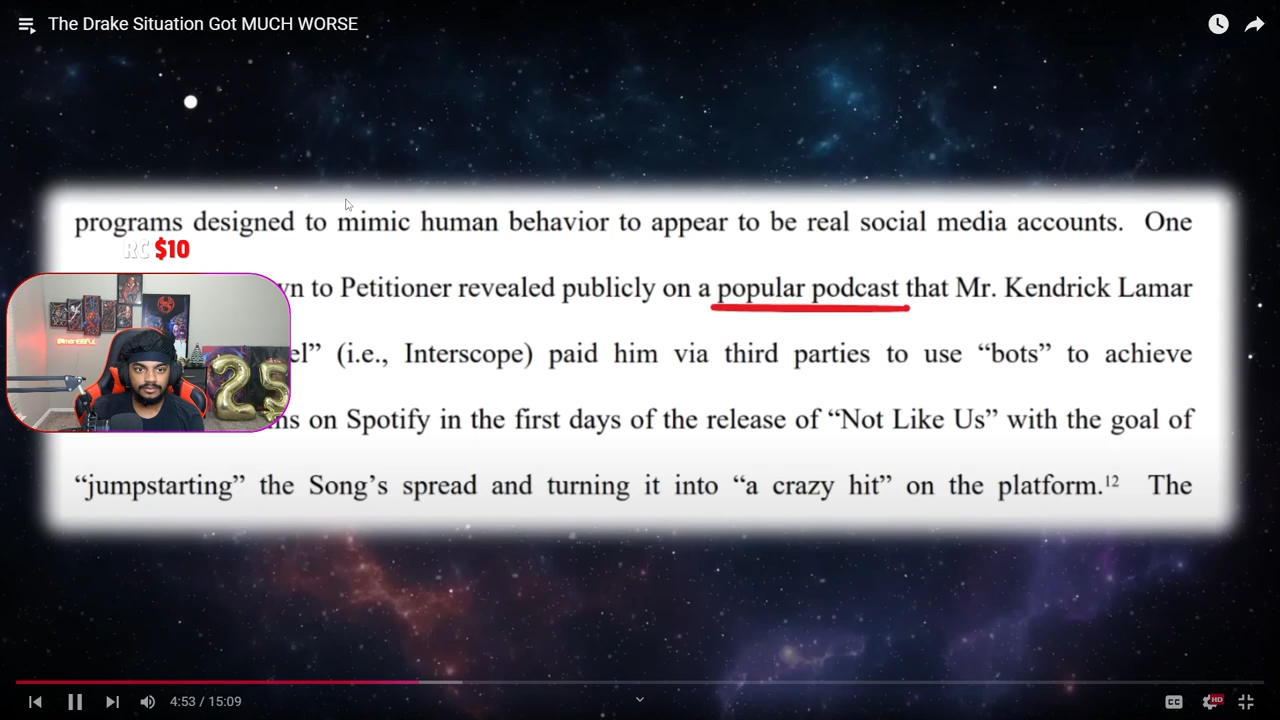 The Drake Situation Got MUCH WORSE
programs designed to mimic human behavior to appear to be real social media accounts. One
RC $10
to Petitioner revealed publicly on a popular podcast that Mr. Kendrick Lamar
el” (i.e., Interscope) paid him via third parties to use “bots” to achieve
25
on Spotify in the first days of the release of “Not Like Us” with the goal of
“jumpstarting” the Song’s spread and turning it into “a crazy hit” on the platform.¹² The
4:53 / 15:09
CC
HD